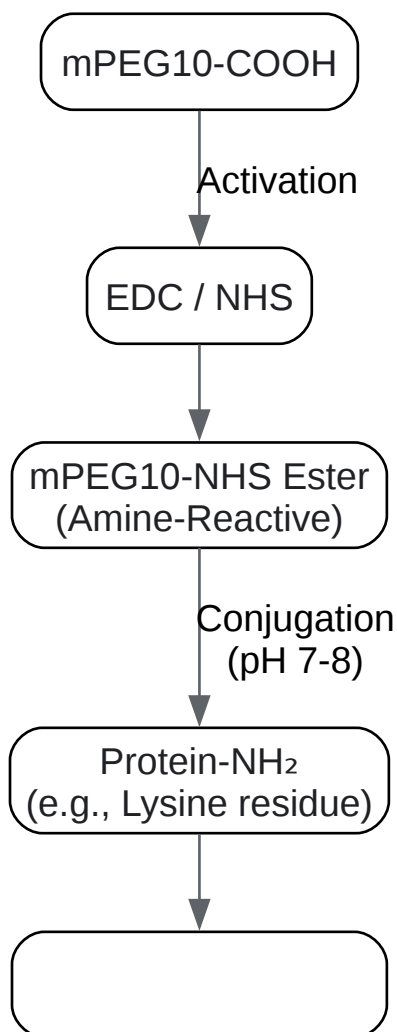 mPEG10-COOH
Activation
EDC / NHS
mPEG10-NHS Ester
(Amine-Reactive)
Conjugation
(pH 7-8)
Protein-NH₂
(e.g., Lysine residue)